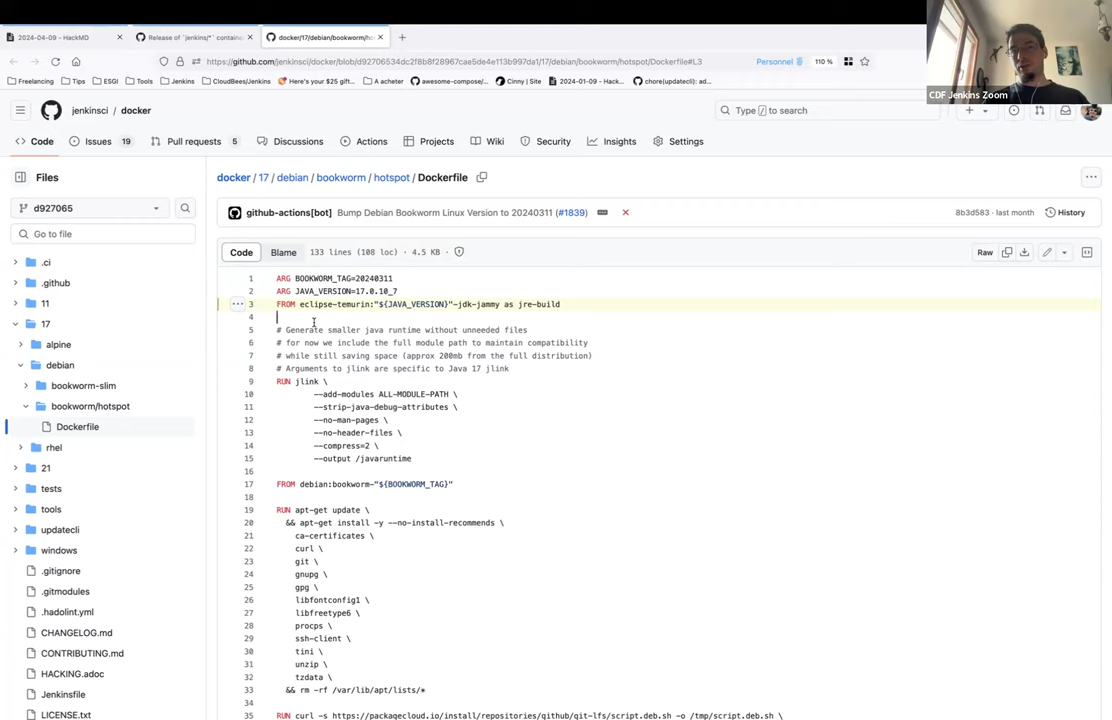 2024-04-09 - HackMD
Release of `jenkins/*` contain
docker/17/debian/bookworm/ho
https://github.com/jenkinsci/docker/blob/d92706534dc2f8b8f28967cae5de4e113b997da1/17/debian/bookworm/hotspot/Dockerfile#L3
Personnel
110 %
Freelancing
Tips
ESGI
Tools
Jenkins
CloudBees/Jenkins
Here's your $25 gift...
A acheter
awesome-compose/...
Cinny | Site
2024-01-09 - Hack...
chore(updatecli): ad...
CDF Jenkins Zoom
jenkinsci / docker
Type / to search
Code
Issues 19
Pull requests 5
Discussions
Actions
Projects
Wiki
Security
Insights
Settings
Files
docker / 17 / debian / bookworm / hotspot / Dockerfile
d927065
github-actions[bot] Bump Debian Bookworm Linux Version to 20240311 (#1839)
8b3d583 · last month
History
Go to file
Code
Blame
133 lines (108 loc) · 4.5 KB
Raw
.ci
.github
11
17
alpine
debian
bookworm-slim
bookworm/hotspot
Dockerfile
rhel
21
tests
tools
updatecli
windows
.gitignore
.gitmodules
.hadolint.yml
CHANGELOG.md
CONTRIBUTING.md
HACKING.adoc
Jenkinsfile
LICENSE.txt
1 ARG BOOKWORM_TAG=20240311
2 ARG JAVA_VERSION=17.0.10_7
3 FROM eclipse-temurin:"${JAVA_VERSION}"-jdk-jammy as jre-build
4
5 # Generate smaller java runtime without unneeded files
6 # for now we include the full module path to maintain compatibility
7 # while still saving space (approx 200mb from the full distribution)
8 # Arguments to jlink are specific to Java 17 jlink
9 RUN jlink \
10 --add-modules ALL-MODULE-PATH \
11 --strip-java-debug-attributes \
12 --no-man-pages \
13 --no-header-files \
14 --compress=2 \
15 --output /javaruntime
16
17 FROM debian:bookworm-"${BOOKWORM_TAG}"
18
19 RUN apt-get update \
20 && apt-get install -y --no-install-recommends \
21 ca-certificates \
22 curl \
23 git \
24 gnupg \
25 gpg \
26 libfontconfig1 \
27 libfreetype6 \
28 procps \
29 ssh-client \
30 tini \
31 unzip \
32 tzdata \
33 && rm -rf /var/lib/apt/lists/*
34
35 RUN curl -s https://packagecloud.io/install/repositories/github/git-lfs/script.deb.sh -o /tmp/script.deb.sh \